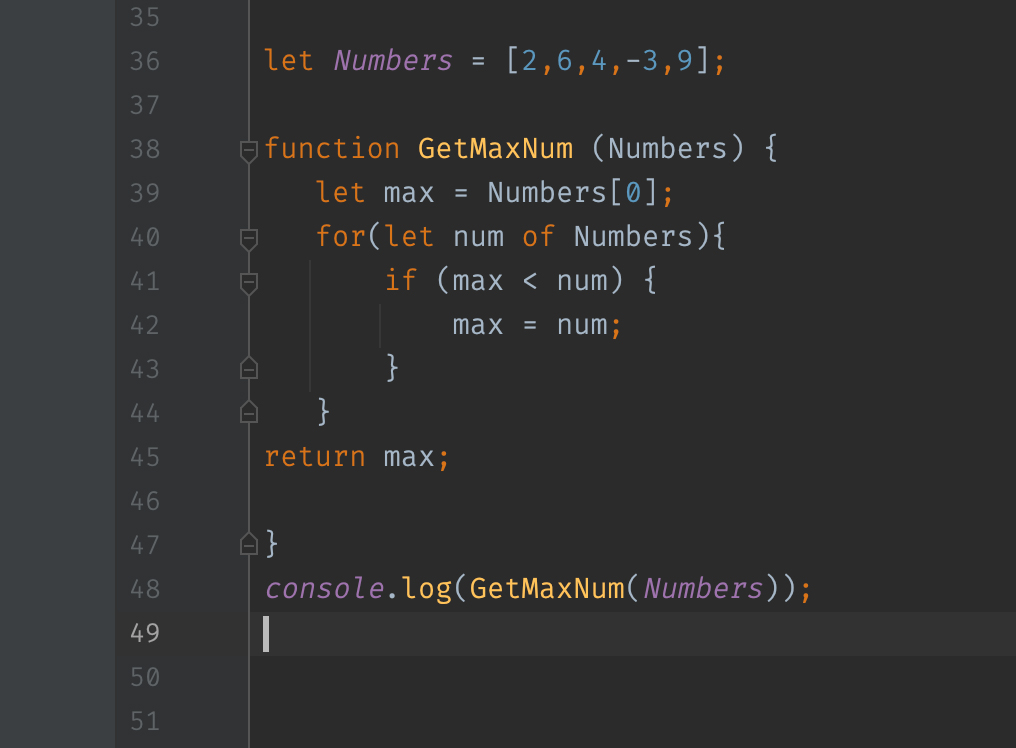 35
36 let Numbers = [2,6,4,-3,9];
37
38 function GetMaxNum (Numbers) {
39 let max = Numbers[0];
40 for(let num of Numbers){
41 if (max < num) {
42 max = num;
43 }
44 }
45 return max;
46
47 }
48 console.log(GetMaxNum(Numbers));
49
50
51